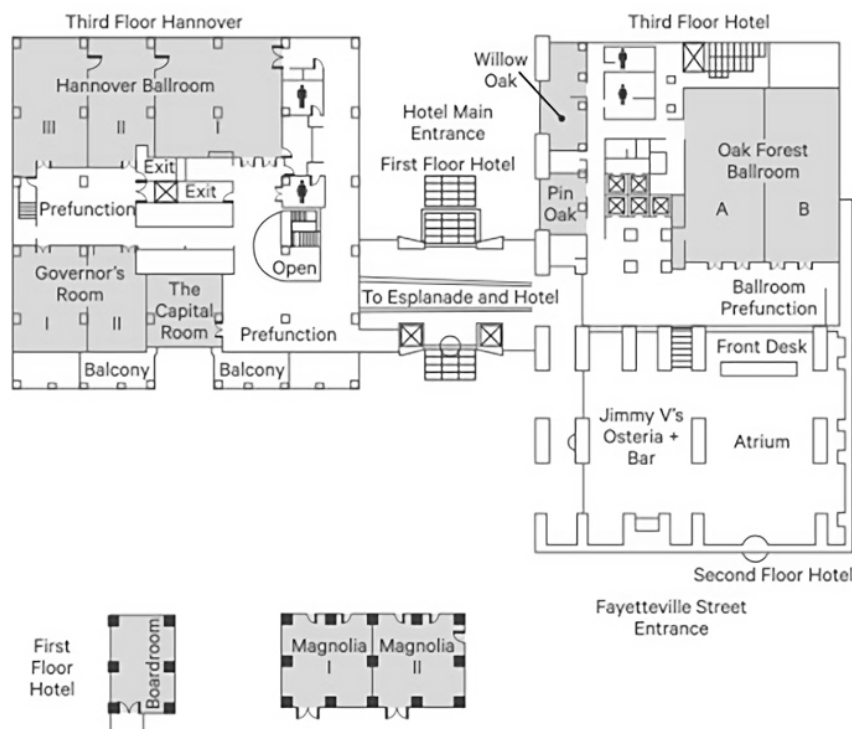 Third Floor Hannover
Third Floor Hotel
Hannover Ballroom
III
II
I
Exit
Exit
Prefunction
Governor's
Room
I
II
The
Capital
Room
Open
Prefunction
Balcony
Balcony
Hotel Main
Entrance
First Floor Hotel
To Esplanade and Hotel
Willow
Oak
Pin
Oak
Oak Forest
Ballroom
A
B
Ballroom
Prefunction
Front Desk
Jimmy V's
Osteria +
Bar
Atrium
Second Floor Hotel
Fayetteville Street
Entrance
First
Floor
Hotel
Boardroom
Magnolia
I
Magnolia
II